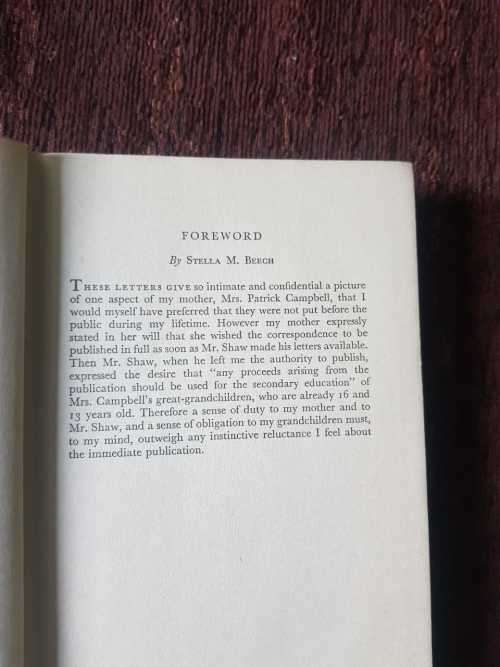 FOREWORD
By STELLA M. BEECH
THESE LETTERS GIVE so intimate and confidential a picture
of one aspect of my mother, Mrs. Patrick Campbell, that I
would myself have preferred that they were not put before the
public during my lifetime. However my mother expressly
stated in her will that she wished the correspondence to be
published in full as soon as Mr. Shaw made his letters available.
Then Mr. Shaw, when he left me the authority to publish,
expressed the desire that "any proceeds arising from the
publication should be used for the secondary education" of
Mrs. Campbell's great-grandchildren, who are already 16 and
13 years old. Therefore a sense of duty to my mother and to
Mr. Shaw, and a sense of obligation to my grandchildren must,
to my mind, outweigh any instinctive reluctance I feel about
the immediate publication.